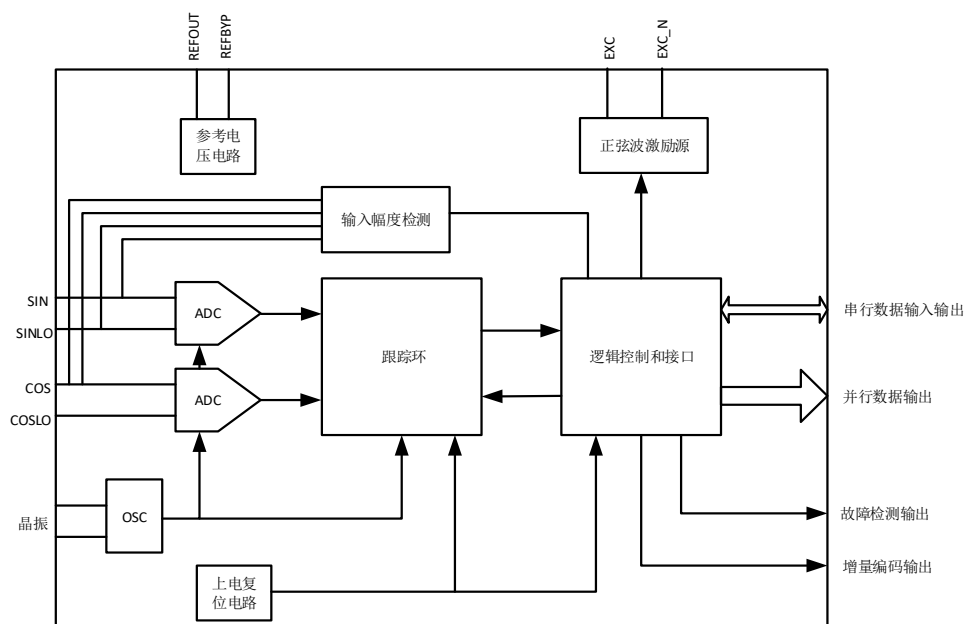 REFOUT
REFBYP
EXC
EXC_N
参考电
压电路
正弦波激励源
输入幅度检测
SIN
SINLO
COS
COSLO
ADC
ADC
跟踪环
逻辑控制和接口
串行数据输入输出
并行数据输出
晶振
OSC
故障检测输出
上电复
位电路
增量编码输出